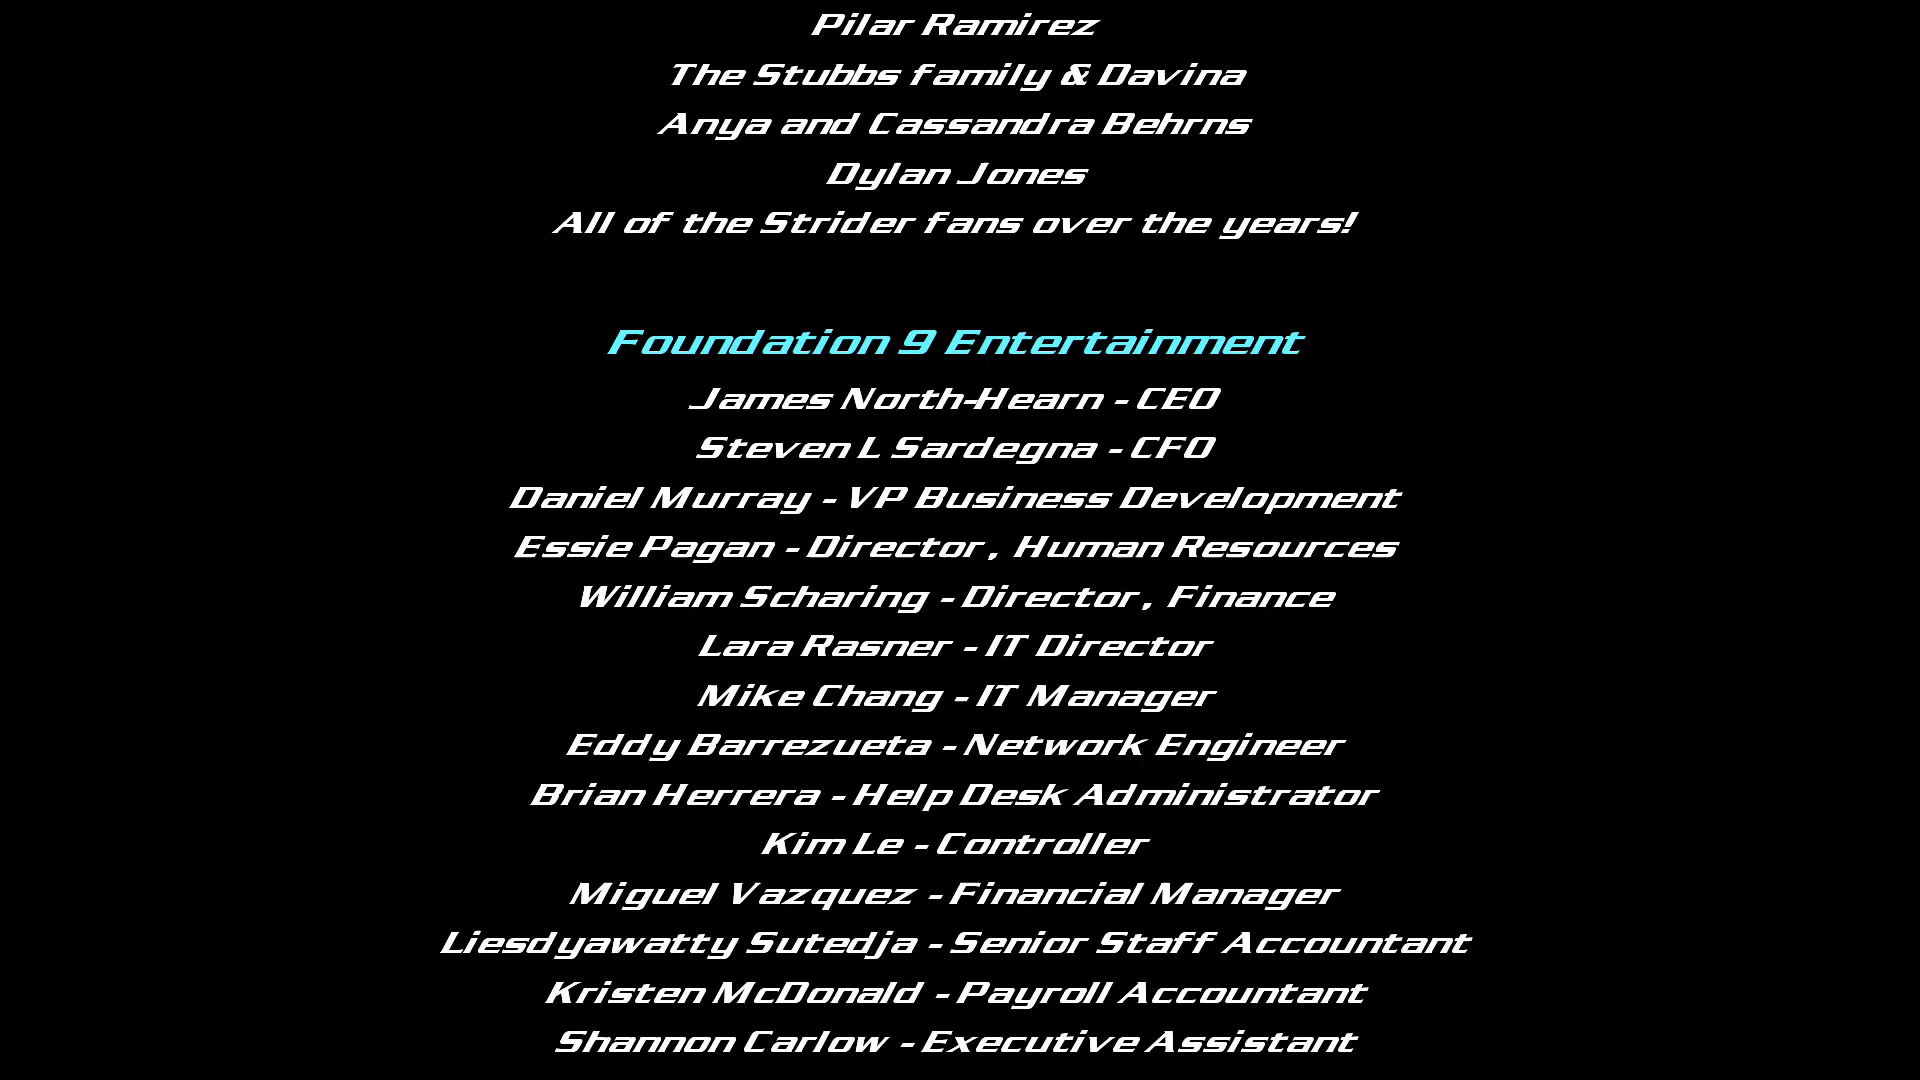 Pilar Ramirez
The Stubbs family & Davina
Anya and Cassandra Behrns
Dylan Jones
All of the Strider fans over the years!
Foundation 9 Entertainment
James North-Hearn - CEO
Steven L Sardegna - CFO
Daniel Murray - VP Business Development
Essie Pagan - Director, Human Resources
William Scharing - Director, Finance
Lara Rasner - IT Director
Mike Chang - IT Manager
Eddy Barrezueta - Network Engineer
Brian Herrera - Help Desk Administrator
Kim Le - Controller
Miguel Vazquez - Financial Manager
Liesdyawatty Sutedja - Senior Staff Accountant
Kristen McDonald - Payroll Accountant
Shannon Carlow - Executive Assistant